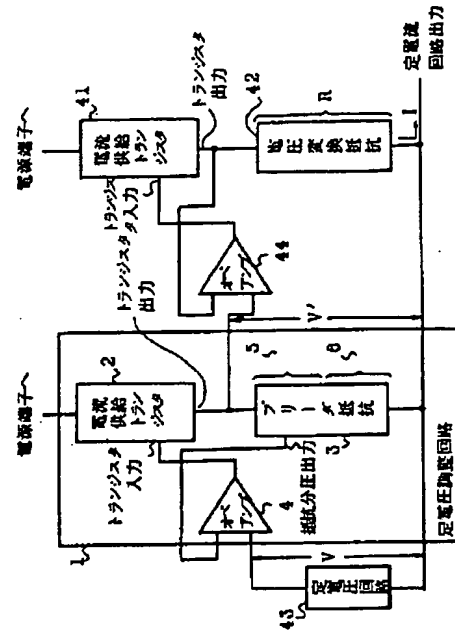 電源端子へ
41
電流
供給
トラン
ジスタ
トランジスタ
出力
トランジスタ入力
42
電圧変換抵抗
R
定電流
回路出力
I
オペ
アンプ
44
トランジスタ
出力
電源端子へ
2
電流
供給
トラン
ジスタ
トランジスタ
入力
V'
5
6
ブリーダ
抵抗
3
抵抗分圧出力
オペ
アンプ
4
1
V
定電圧回路
43
定電圧調整回路